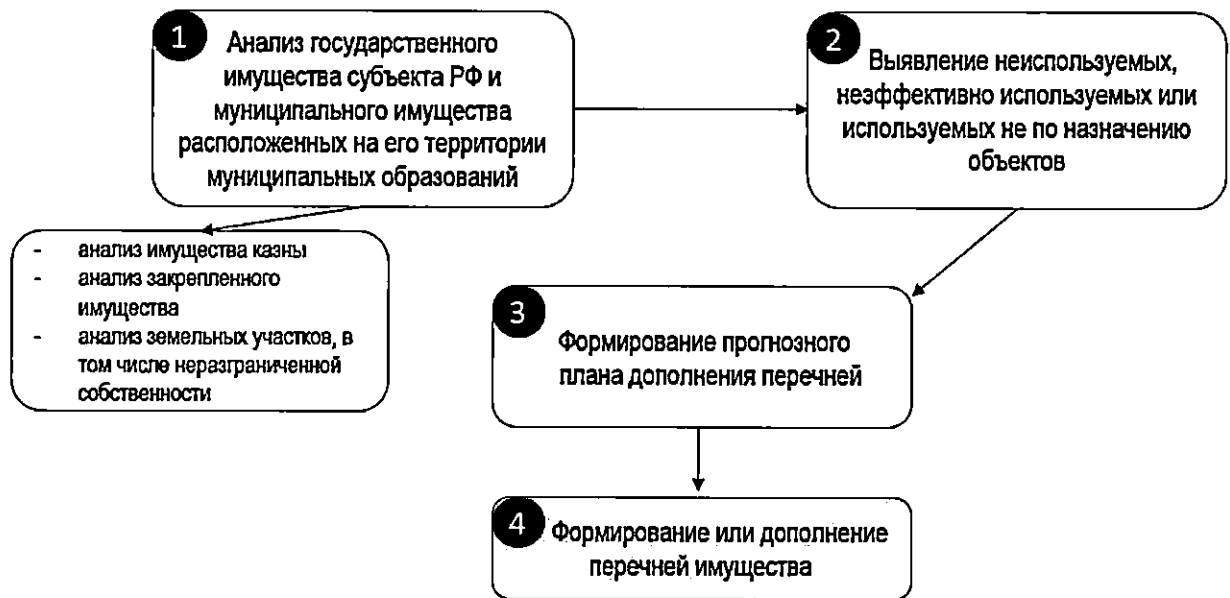 1
Анализ государственного
имущества субъекта РФ и
муниципального имущества
расположенных на его территории
муниципальных образований
2
Выявление неиспользуемых,
неэффективно используемых или
используемых не по назначению
объектов
- анализ имущества казны
- анализ закрепленного
имущества
- анализ земельных участков, в
том числе неразграниченной
собственности
3
Формирование прогнозного
плана дополнения перечней
4
Формирование или дополнение
перечней имущества